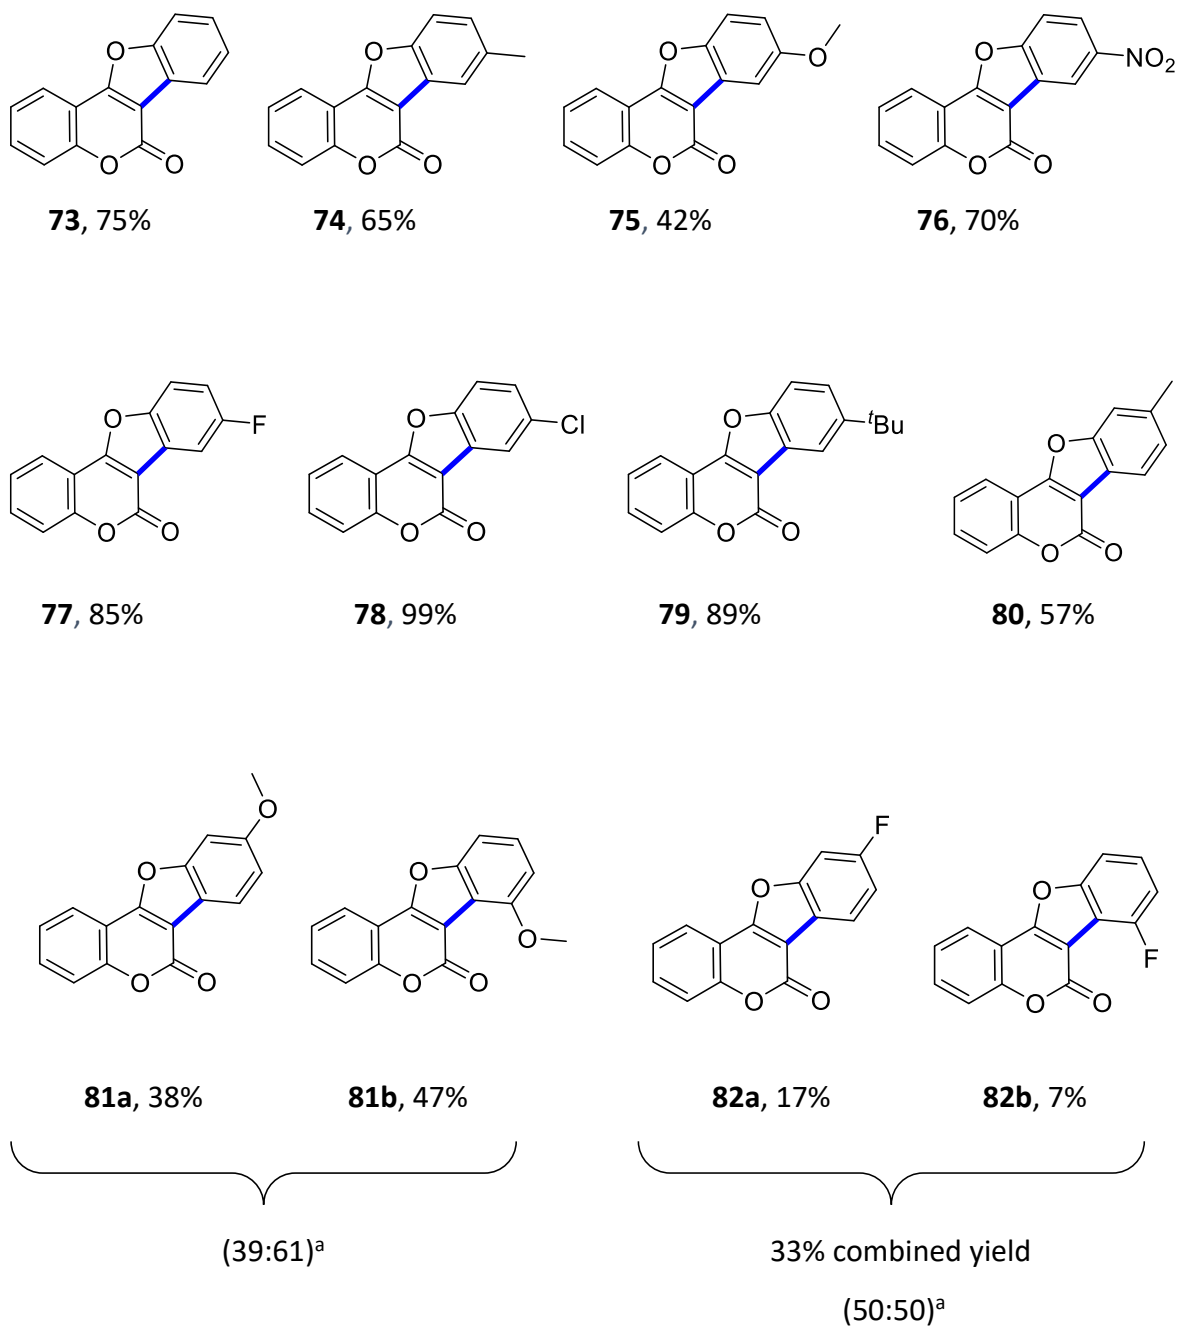 O
O O
73, 75%
O
O O
74, 65%
O
O
O O
75, 42%
O
NO2
O O
76, 70%
O
F
O O
77, 85%
O
Cl
O O
78, 99%
O
tBu
O O
79, 89%
O
O O
80, 57%
O
O
O O
81a, 38%
O
O
O O
81b, 47%
F
O
O O
82a, 17%
O
F
O O
82b, 7%
(39:61)a
33% combined yield
(50:50)a